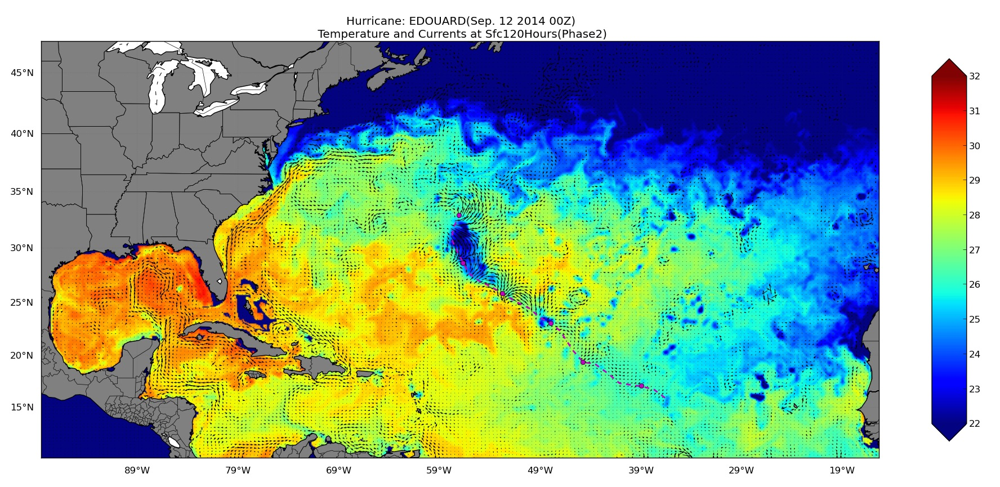 Hurricane: EDOUARD(Sep. 12 2014 00Z)
Temperature and Currents at Sfc120Hours(Phase2)
45°N
40°N
35°N
30°N
25°N
20°N
15°N
89°W 79°W 69°W 59°W 49°W 39°W 29°W 19°W
32
31
30
29
28
27
26
25
24
23
22